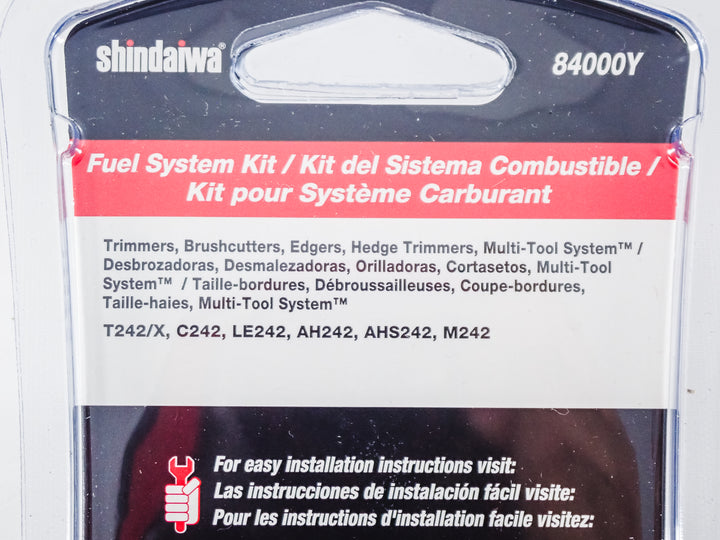 shindaiwa®
84000Y
Fuel System Kit / Kit del Sistema Combustible /
Kit pour Système Carburant
Trimmers, Brushcutters, Edgers, Hedge Trimmers, Multi-Tool System™ /
Desbrozadoras, Desmalezadoras, Orilladoras, Cortasetos, Multi-Tool
System™ / Taille-bordures, Débroussailleuses, Coupe-bordures,
Taille-haies, Multi-Tool System™
T242/X, C242, LE242, AH242, AHS242, M242
For easy installation instructions visit:
Las instrucciones de instalación fácil visite:
Pour les instructions d'installation facile visitez: